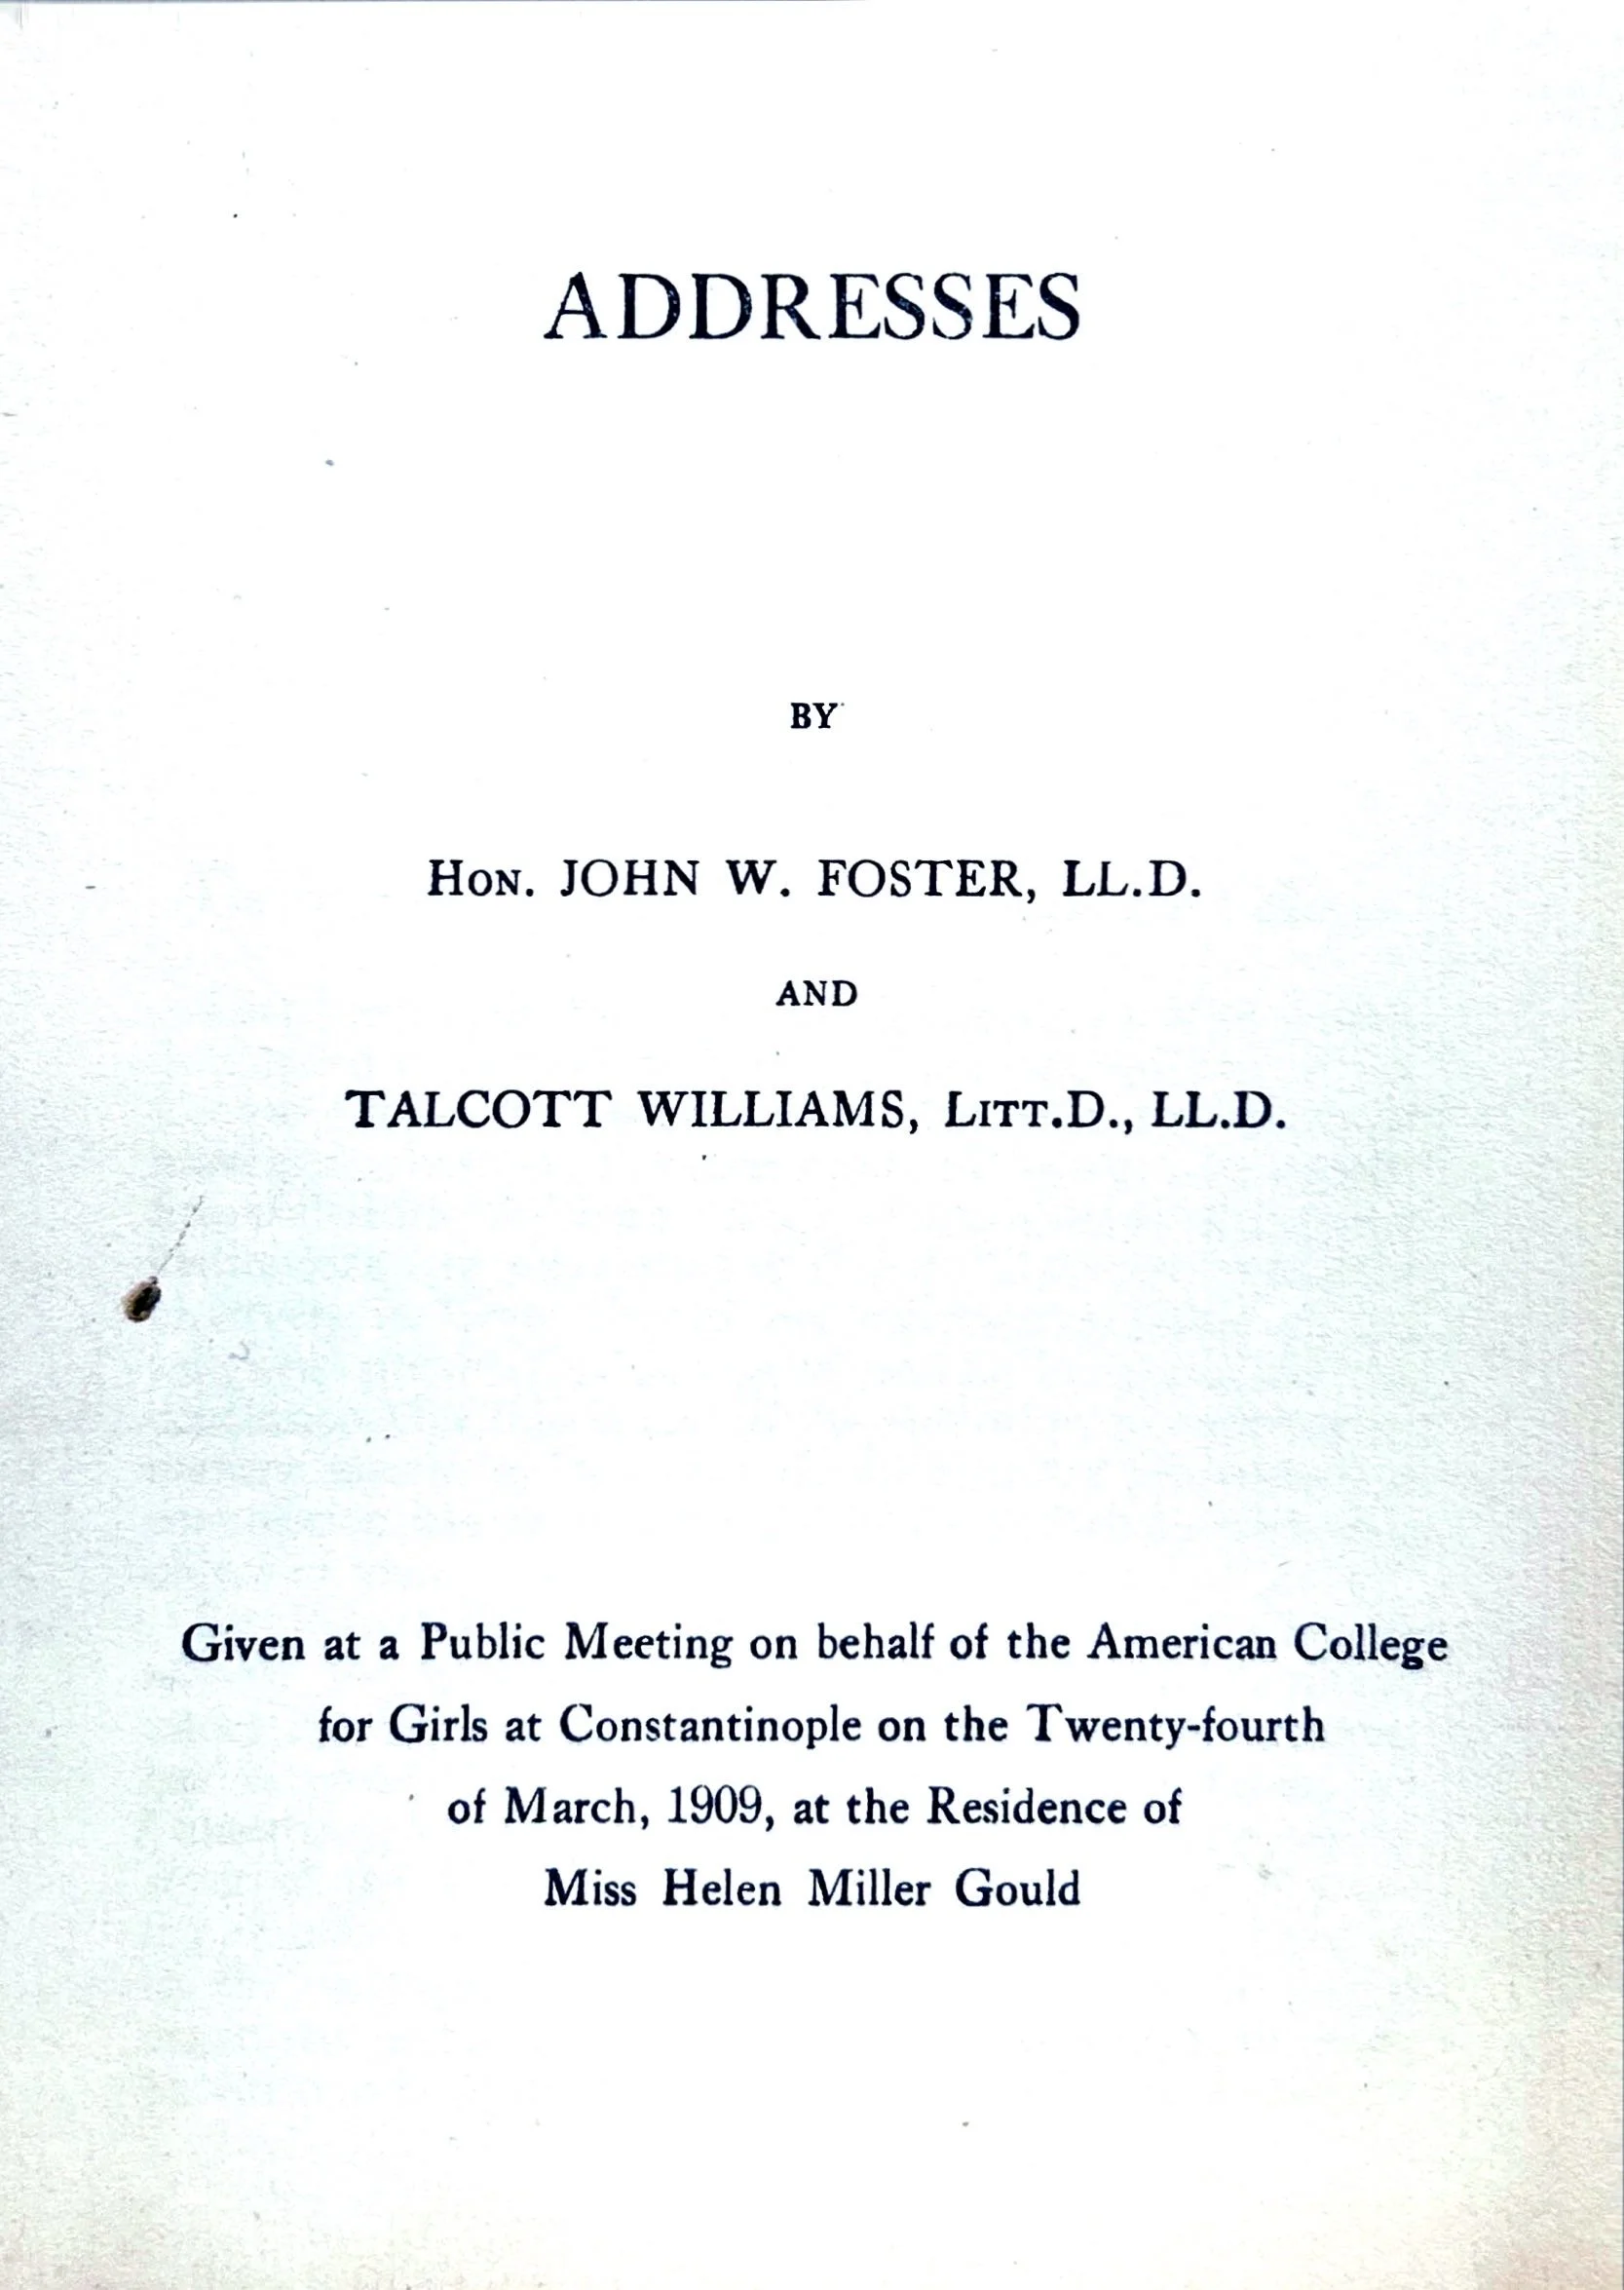 ADDRESSES
BY
Hon. JOHN W. FOSTER, LL.D.
AND
TALCOTT WILLIAMS, Litt.D., LL.D.
Given at a Public Meeting on behalf of the American College
for Girls at Constantinople on the Twenty-fourth
of March, 1909, at the Residence of
Miss Helen Miller Gould